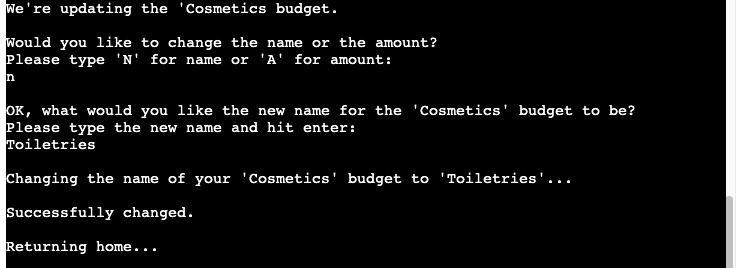 We're updating the 'Cosmetics budget.
Would you like to change the name or the amount?
Please type 'N' for name or 'A' for amount:
n
OK, what would you like the new name for the 'Cosmetics' budget to be?
Please type the new name and hit enter:
Toiletries
Changing the name of your 'Cosmetics' budget to 'Toiletries'...
Successfully changed.
Returning home...